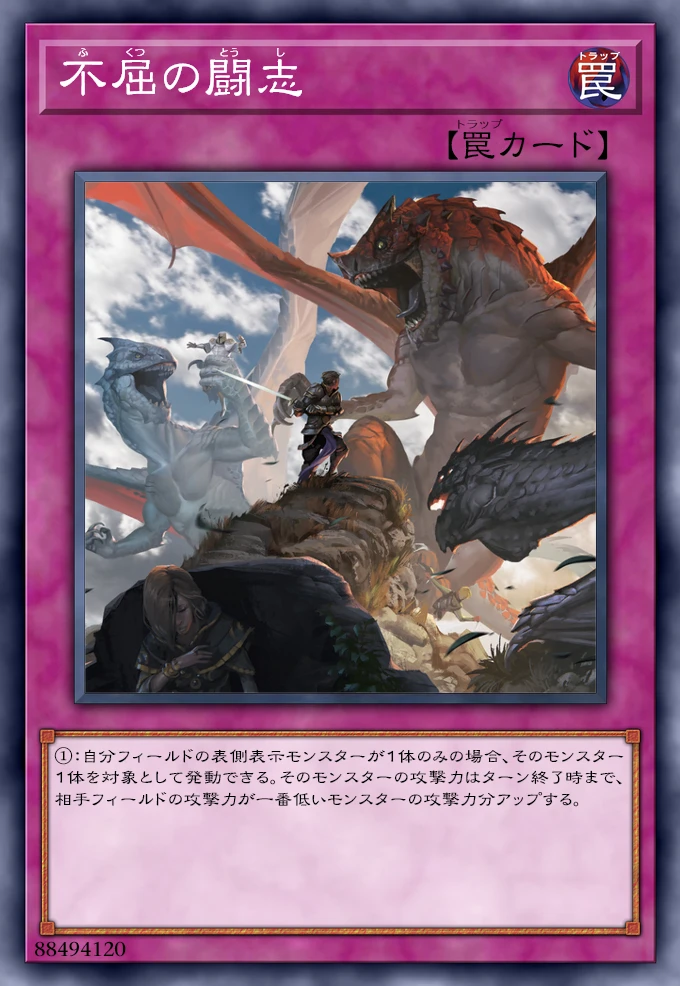 不屈の闘志
ふ くつ とう し
トラップ
罠
トラップ
【罠カード】
①：自分フィールドの表側表示モンスターが１体のみの場合、そのモンスター
１体を対象として発動できる。そのモンスターの攻撃力はターン終了時まで、
相手フィールドの攻撃力が一番低いモンスターの攻撃力分アップする。
88494120